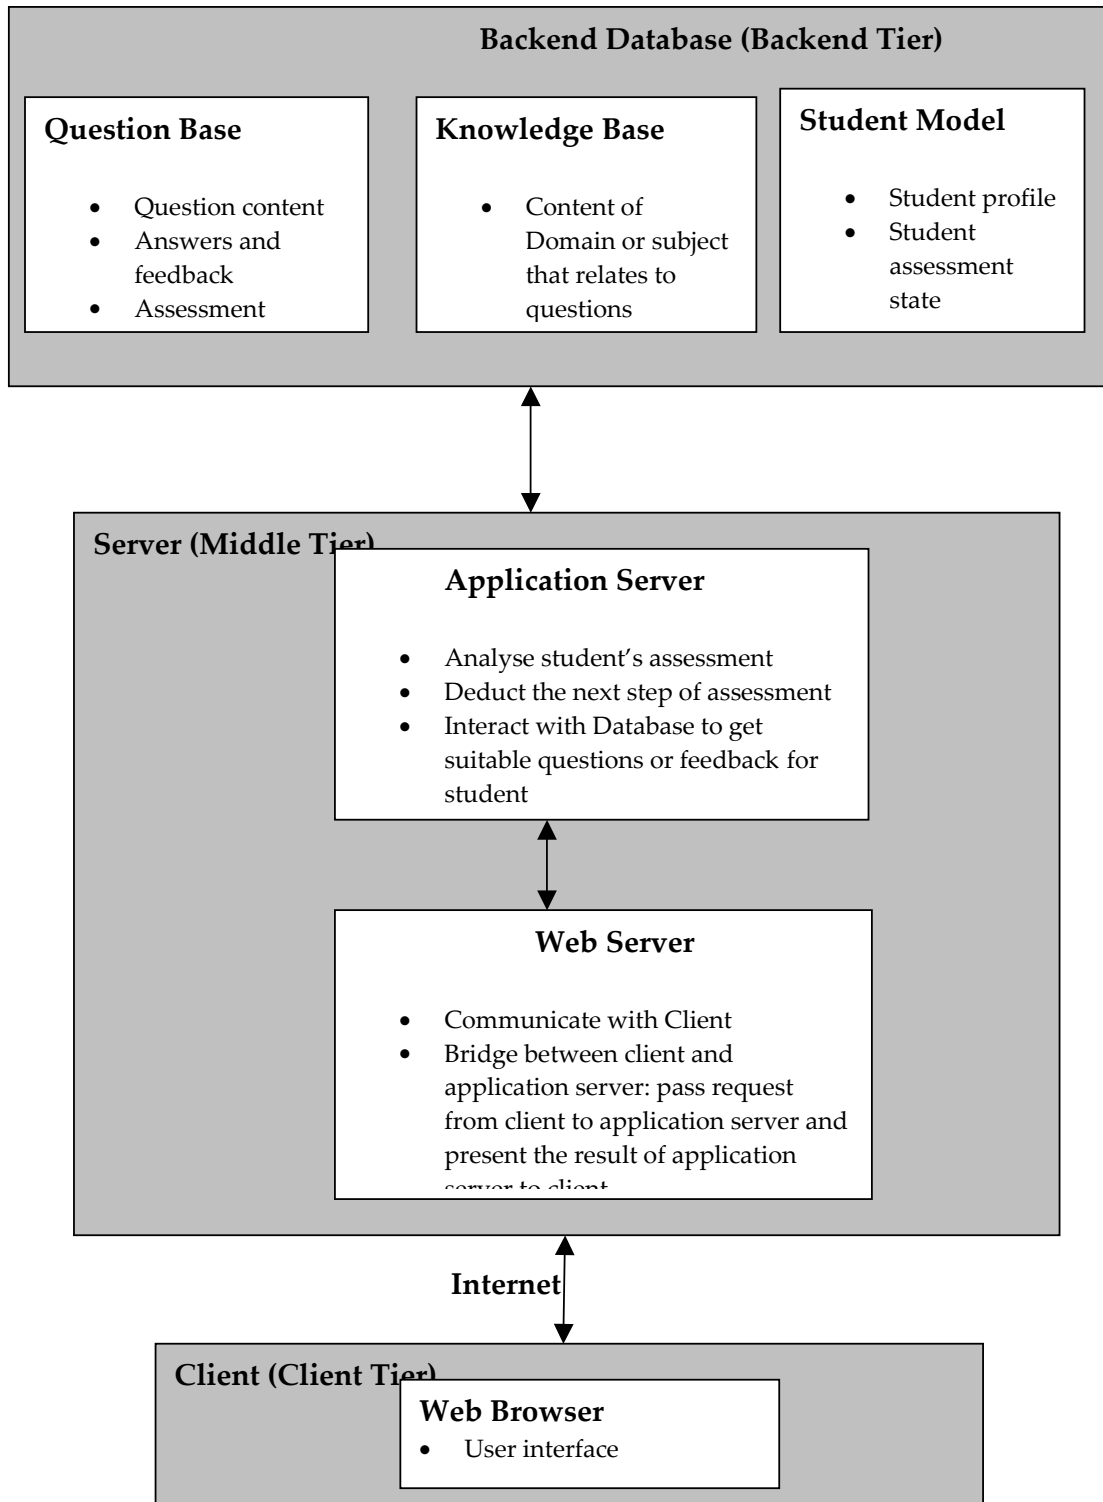 Backend Database (Backend Tier)
Question Base
• Question content
• Answers and
feedback
• Assessment
Knowledge Base
• Content of
Domain or subject
that relates to
questions
Student Model
• Student profile
• Student
assessment
state
Server (Middle Tier)
Application Server
• Analyse student’s assessment
• Deduct the next step of assessment
• Interact with Database to get
suitable questions or feedback for
student
Web Server
• Communicate with Client
• Bridge between client and
application server: pass request
from client to application server and
present the result of application
server to client
Internet
Client (Client Tier)
Web Browser
• User interface